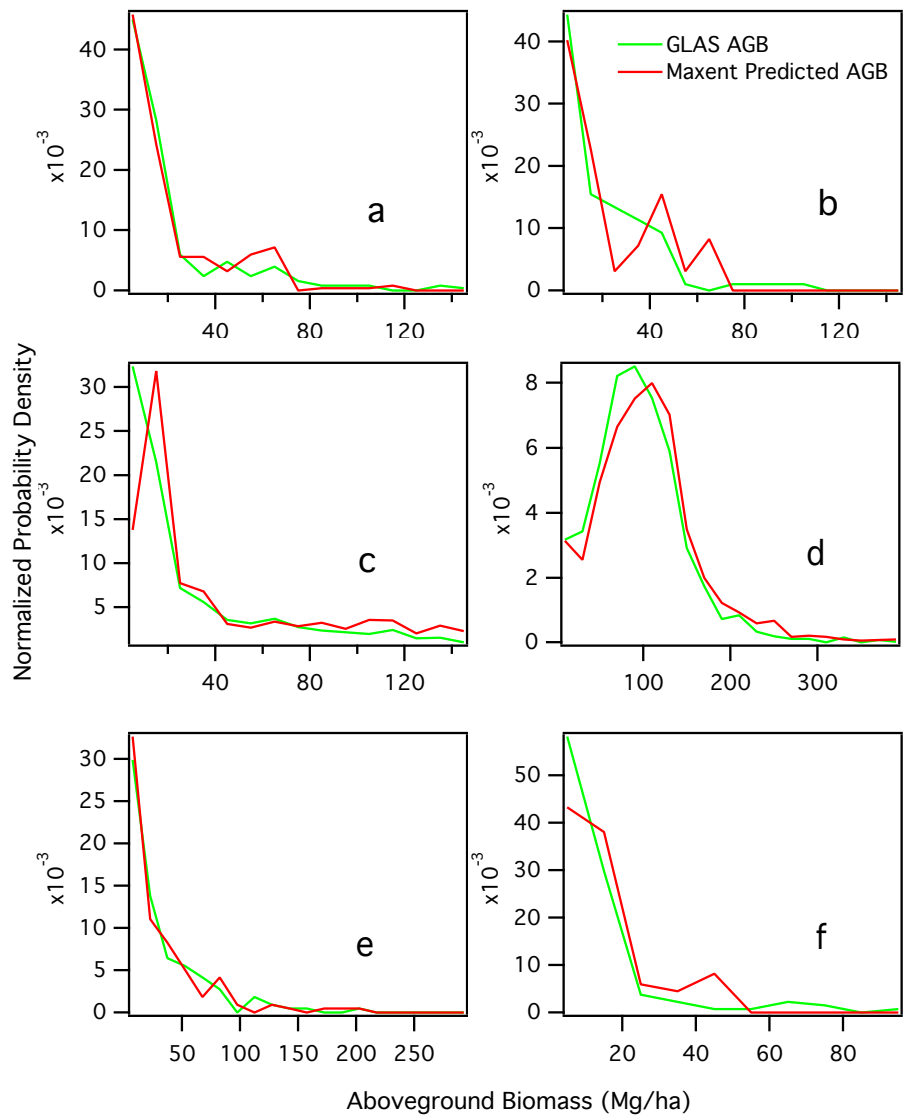 40
30
20
10
0
x10⁻³
a
40 80 120
40
30
20
10
0
x10⁻³
GLAS AGB
Maxent Predicted AGB
b
40 80 120
Normalized Probability Density
30
25
20
15
10
5
x10⁻³
c
40 80 120
8
6
4
2
0
x10⁻³
d
100 200 300
30
25
20
15
10
5
0
x10⁻³
e
50 100 150 200 250
50
40
30
20
10
0
x10⁻³
f
20 40 60 80
Aboveground Biomass (Mg/ha)